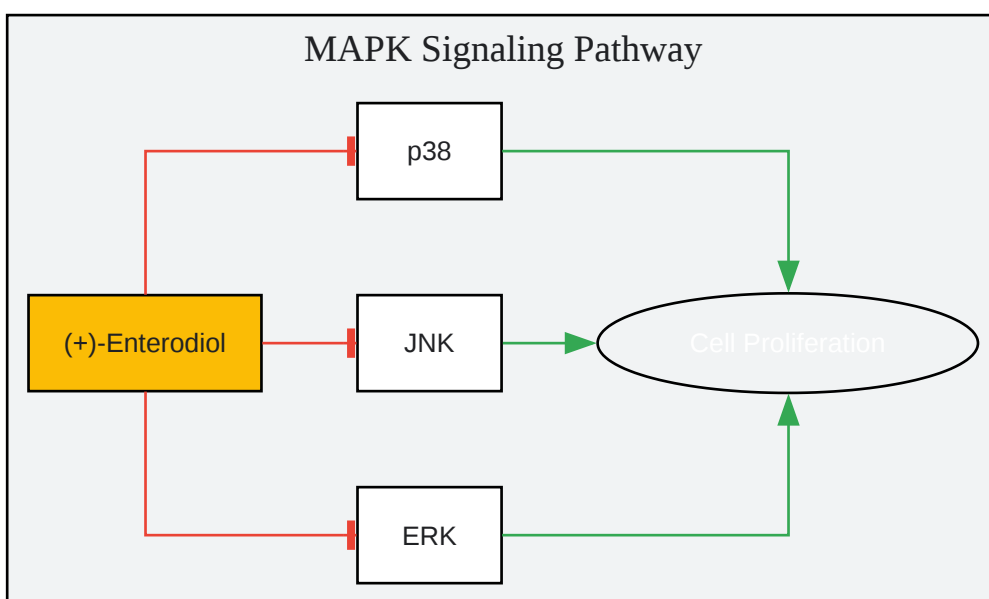 MAPK Signaling Pathway
p38
(+)-Enterodiol
JNK
Cell Proliferation
ERK